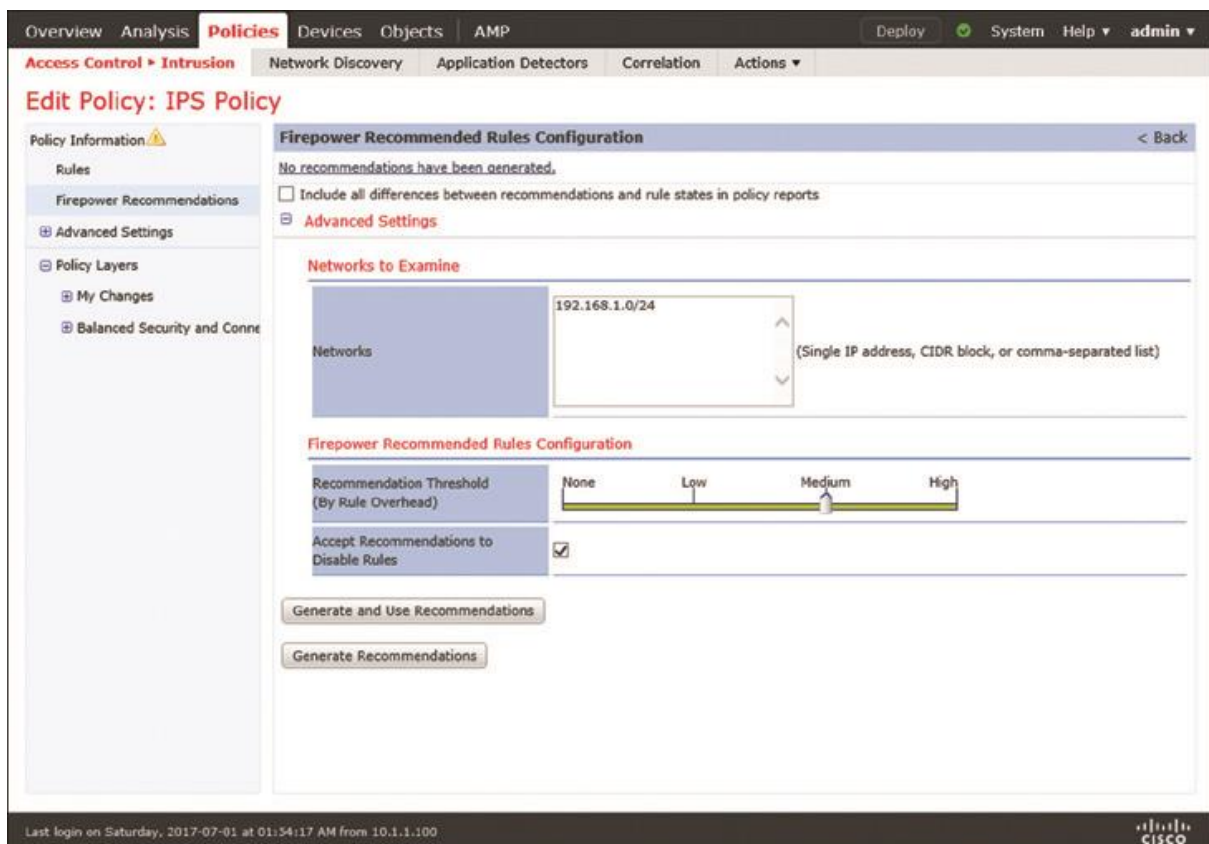 Overview Analysis Policies Devices Objects AMP Deploy System Help admin
Access Control ▸ Intrusion Network Discovery Application Detectors Correlation Actions
Edit Policy: IPS Policy
Policy Information
Rules
Firepower Recommendations
Advanced Settings
Policy Layers
My Changes
Balanced Security and Conne
Firepower Recommended Rules Configuration < Back
No recommendations have been generated.
Include all differences between recommendations and rule states in policy reports
Advanced Settings
Networks to Examine
Networks
192.168.1.0/24
(Single IP address, CIDR block, or comma-separated list)
Firepower Recommended Rules Configuration
Recommendation Threshold
(By Rule Overhead)
None Low Medium High
Accept Recommendations to
Disable Rules
Generate and Use Recommendations
Generate Recommendations
Last login on Saturday, 2017-07-01 at 01:54:17 AM from 10.1.1.100
CISCO